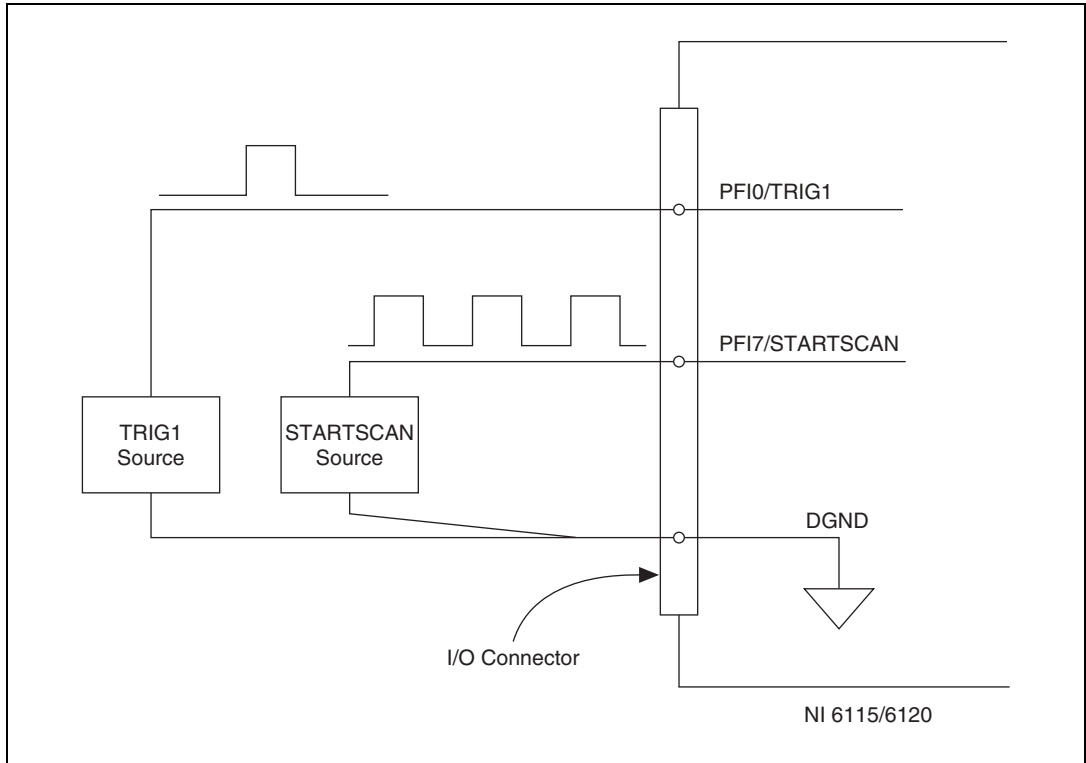 PFI0/TRIG1
PFI7/STARTSCAN
TRIG1
Source
STARTSCAN
Source
DGND
I/O Connector
NI 6115/6120